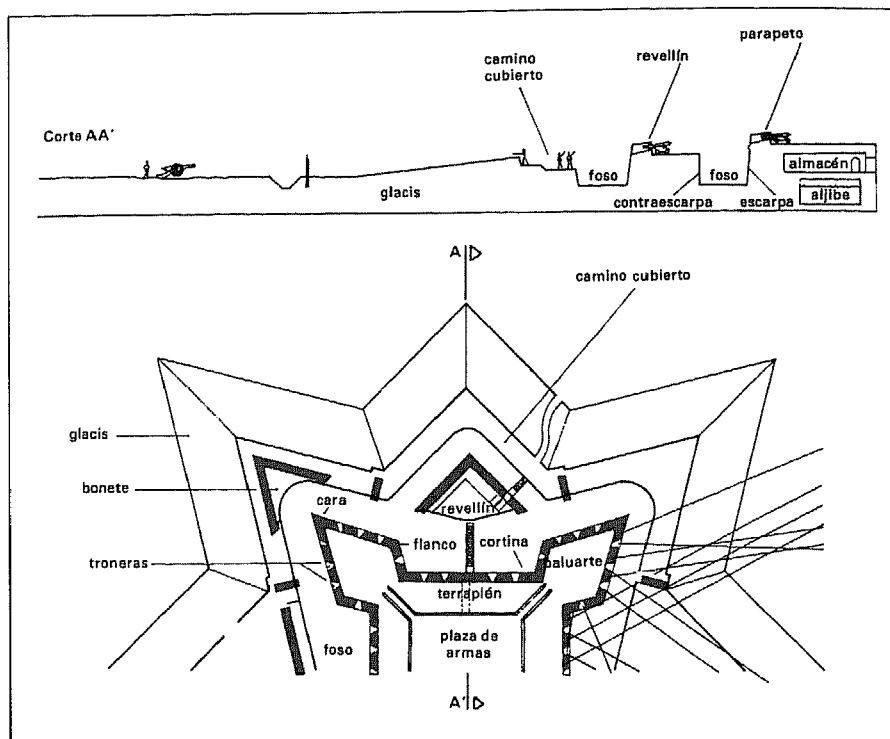 parapeto
revellín
camino
cubierto
Corte AA'
almacén
foso
foso
glacis
contraescarpa
escarpa
aljibe
A
camino cubierto
glacis
bonete
cara
revellín
flanco
cortina
troneras
baluarte
terraplén
foso
plaza de
armas
A'